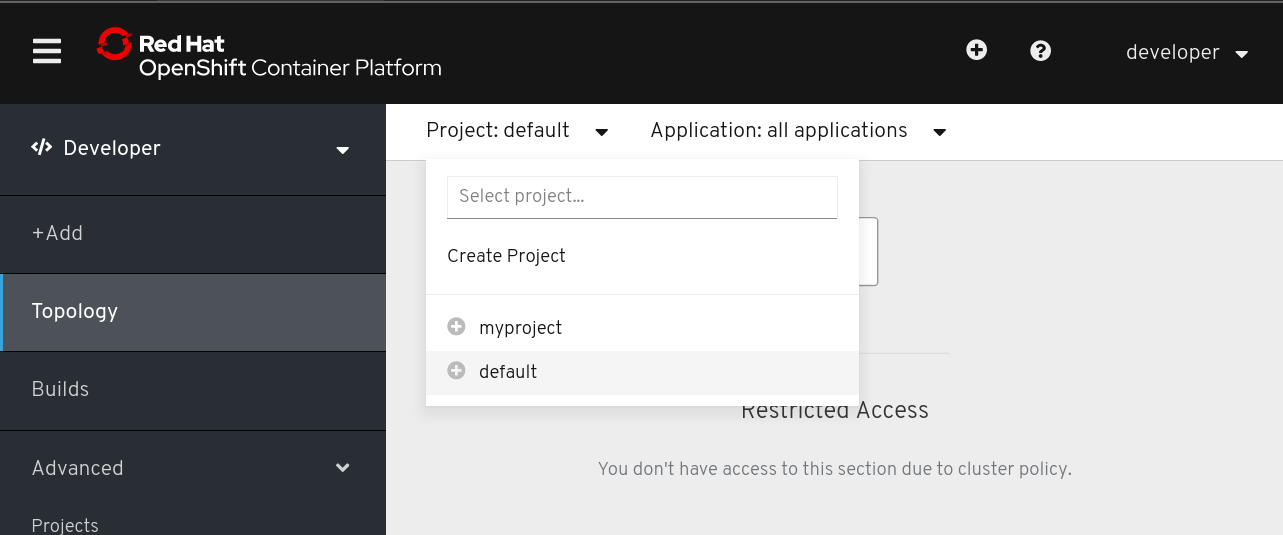 Red Hat
OpenShift Container Platform
developer
Developer
Project: default
Application: all applications
Select project...
Create Project
+Add
myproject
default
Topology
Builds
Restricted Access
Advanced
You don't have access to this section due to cluster policy.
Projects